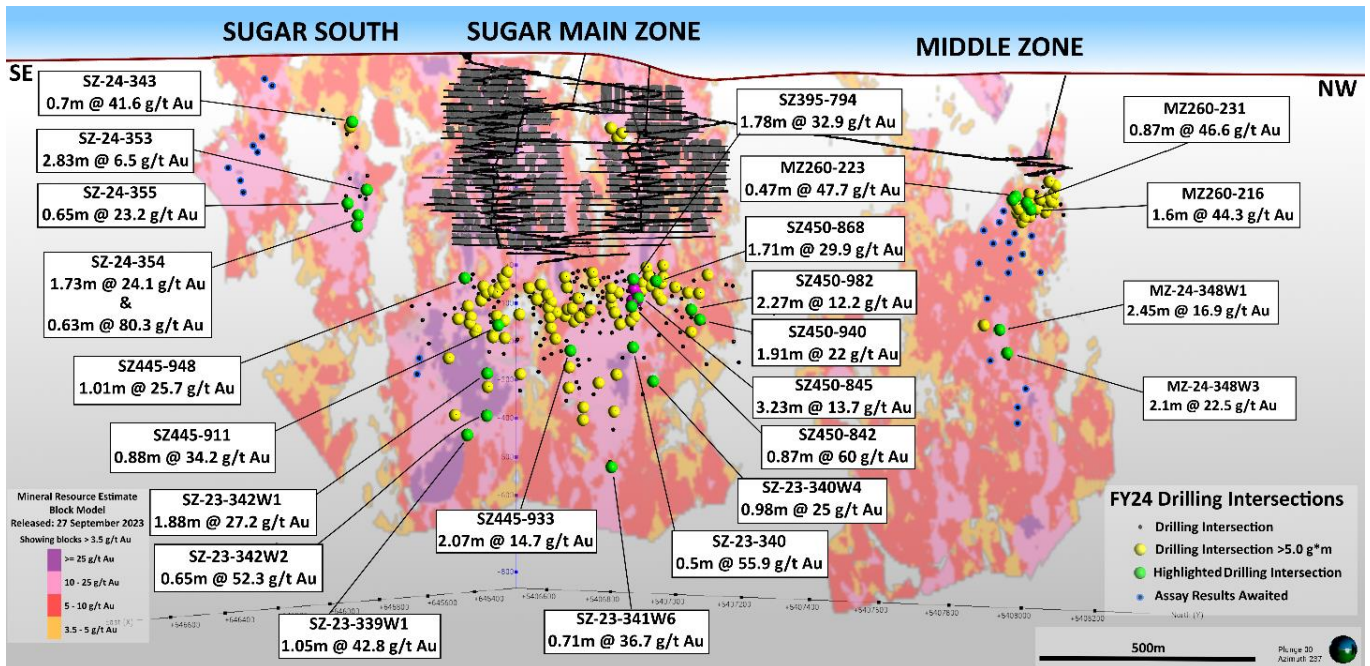 SUGAR SOUTH
SUGAR MAIN ZONE
MIDDLE ZONE
SE
NW
SZ-24-343
0.7m @ 41.6 g/t Au
SZ-24-353
2.83m @ 6.5 g/t Au
SZ-24-355
0.65m @ 23.2 g/t Au
SZ-24-354
1.73m @ 24.1 g/t Au
&
0.63m @ 80.3 g/t Au
SZ445-948
1.01m @ 25.7 g/t Au
SZ445-911
0.88m @ 34.2 g/t Au
SZ-23-342W1
1.88m @ 27.2 g/t Au
SZ-23-342W2
0.65m @ 52.3 g/t Au
SZ-23-339W1
1.05m @ 42.8 g/t Au
SZ445-933
2.07m @ 14.7 g/t Au
SZ-23-341W6
0.71m @ 36.7 g/t Au
SZ-23-340
0.5m @ 55.9 g/t Au
SZ-23-340W4
0.98m @ 25 g/t Au
SZ450-842
0.87m @ 60 g/t Au
SZ450-845
3.23m @ 13.7 g/t Au
SZ450-940
1.91m @ 22 g/t Au
SZ450-982
2.27m @ 12.2 g/t Au
SZ450-868
1.71m @ 29.9 g/t Au
SZ395-794
1.78m @ 32.9 g/t Au
MZ260-223
0.47m @ 47.7 g/t Au
MZ260-231
0.87m @ 46.6 g/t Au
MZ260-216
1.6m @ 44.3 g/t Au
MZ-24-348W1
2.45m @ 16.9 g/t Au
MZ-24-348W3
2.1m @ 22.5 g/t Au
Mineral Resource Estimate
Block Model
Released: 27 September 2023
Showing blocks > 3.5 g/t Au
>= 25 g/t Au
10 - 25 g/t Au
5 - 10 g/t Au
3.5 - 5 g/t Au
FY24 Drilling Intersections
Drilling Intersection
Drilling Intersection >5.0 g*m
Highlighted Drilling Intersection
Assay Results Awaited
+645600
+646400
+645800
+5407000
+5407200
+5407400
+5407800
North (Y)
500m
Plunge 00
Azimuth 237